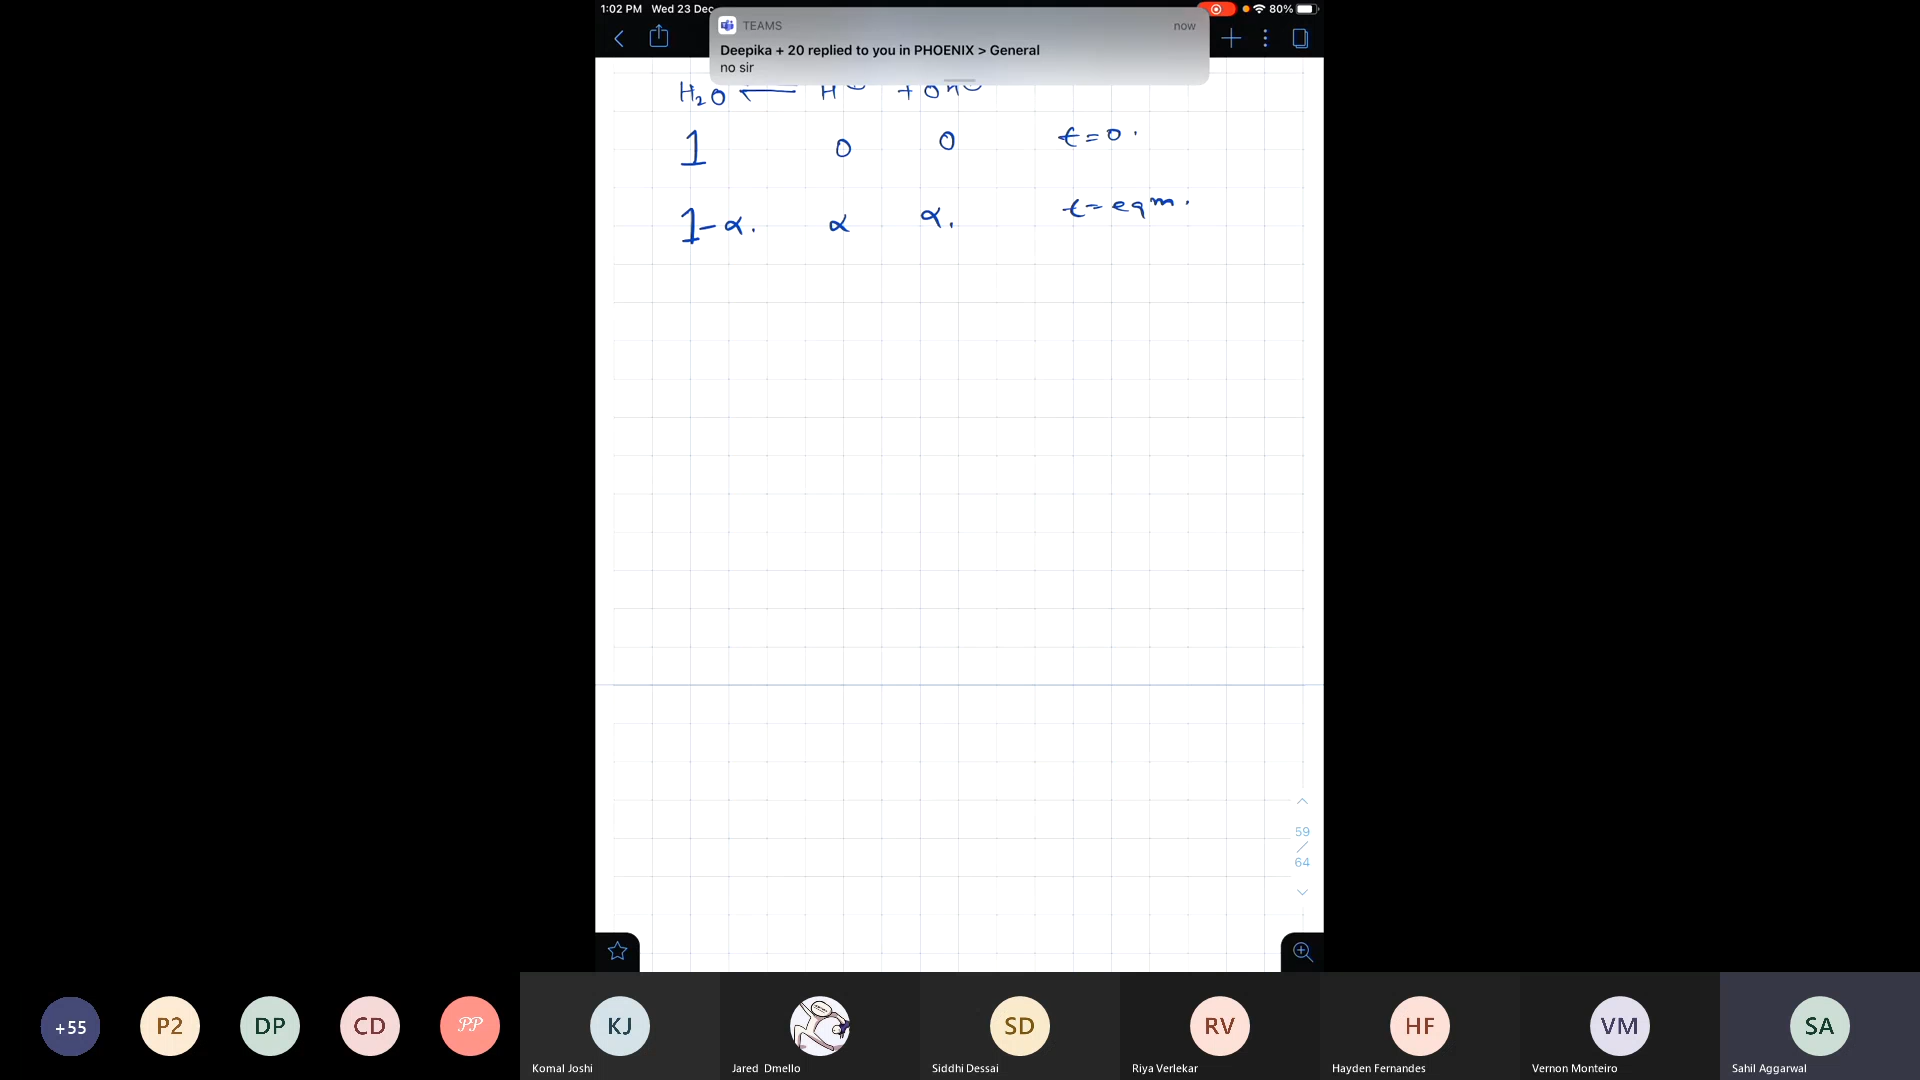 1:02 PM Wed 23 Dec
80%
TEAMS
now
Deepika + 20 replied to you in PHOENIX > General
no sir
H₂O + OH
1 0 0 t=0.
1-α. α α. t=eqm.
59
/
64
+55
P2
DP
CD
PP
KJ
SD
RV
HF
VM
SA
Komal Joshi
Jared Dmello
Siddhi Dessai
Riya Verlekar
Hayden Fernandes
Vernon Monteiro
Sahil Aggarwal